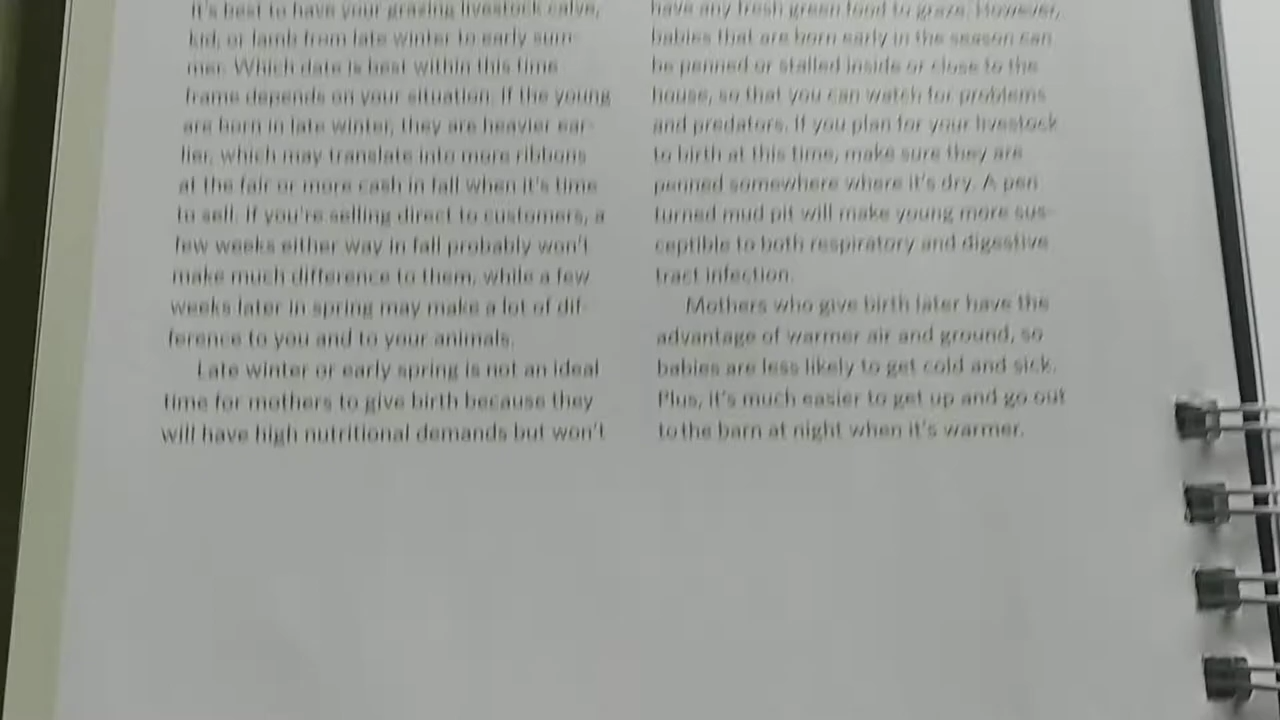 It's best to have your grazing livestock calve,
kid, or lamb from late winter to early sum-
mer. Which date is best within this time
frame depends on your situation. If the young
are born in late winter, they are heavier ear-
lier, which may translate into more ribbons
at the fair or more cash in fall when it's time
to sell. If you're selling direct to customers, a
few weeks either way in fall probably won't
make much difference to them, while a few
weeks later in spring may make a lot of dif-
ference to you and to your animals.
Late winter or early spring is not an ideal
time for mothers to give birth because they
will have high nutritional demands but won't
have any fresh green food to graze. However,
babies that are born early in the season can
be penned or stalled inside or close to the
house, so that you can watch for problems
and predators. If you plan for your livestock
to birth at this time, make sure they are
penned somewhere where it's dry. A pen
turned mud pit will make young more sus-
ceptible to both respiratory and digestive
tract infection.
Mothers who give birth later have the
advantage of warmer air and ground, so
babies are less likely to get cold and sick.
Plus, it's much easier to get up and go out
to the barn at night when it's warmer.